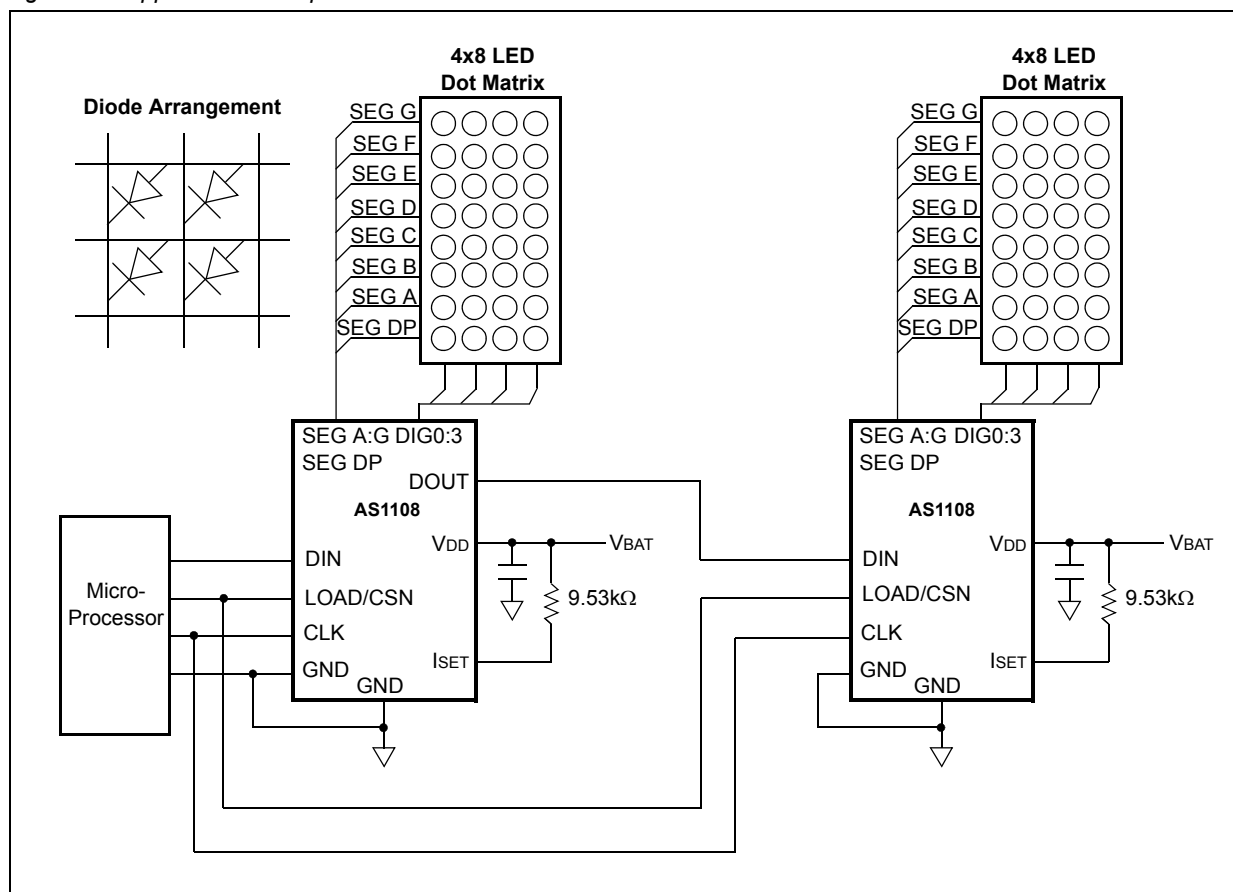 4x8 LED
Dot Matrix
Diode Arrangement
SEG G
SEG F
SEG E
SEG D
SEG C
SEG B
SEG A
SEG DP
4x8 LED
Dot Matrix
SEG G
SEG F
SEG E
SEG D
SEG C
SEG B
SEG A
SEG DP
SEG A:G DIG0:3
SEG DP
DOUT
AS1108
VDD
VBAT
DIN
LOAD/CSN
9.53kΩ
CLK
ISET
GND
GND
Micro-
Processor
SEG A:G DIG0:3
SEG DP
AS1108
VDD
VBAT
DIN
LOAD/CSN
9.53kΩ
CLK
ISET
GND
GND